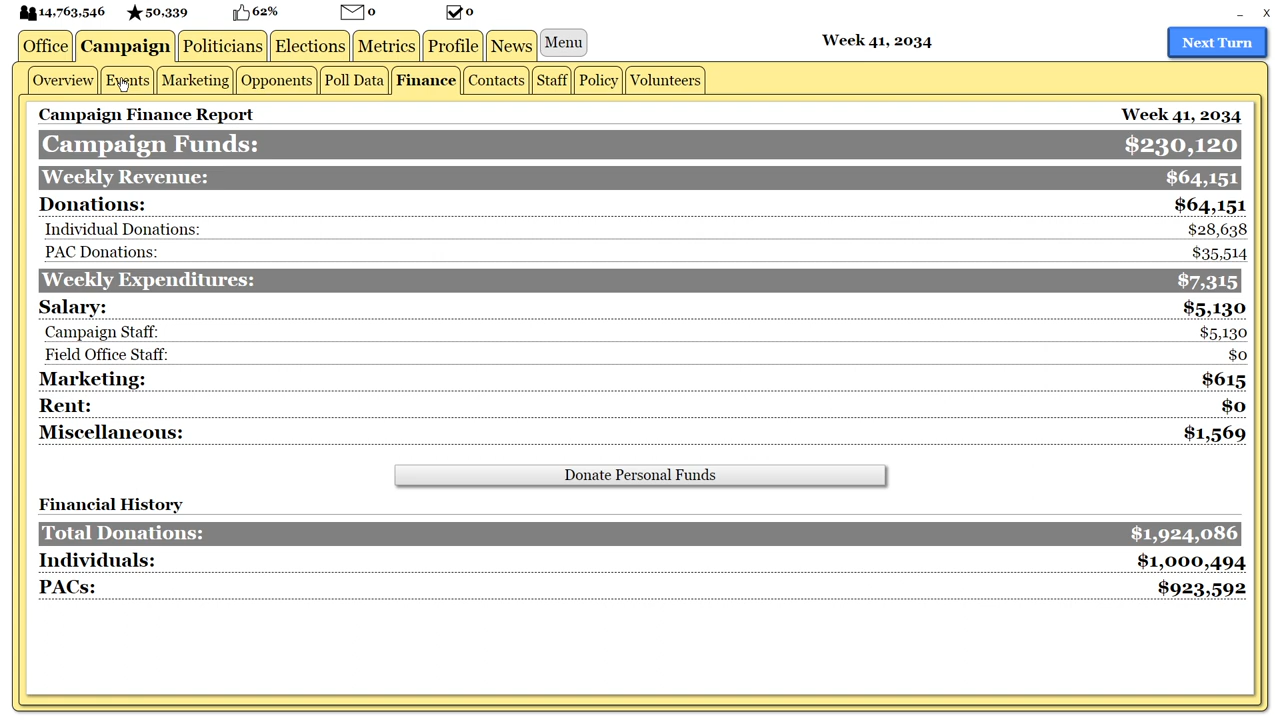 14,763,546 50,339 62% 0 0 _ X
Office Campaign Politicians Elections Metrics Profile News Menu Week 41, 2034 Next Turn
Overview Events Marketing Opponents Poll Data Finance Contacts Staff Policy Volunteers
Campaign Finance Report Week 41, 2034
Campaign Funds: $230,120
Weekly Revenue: $64,151
Donations: $64,151
Individual Donations: $28,638
PAC Donations: $35,514
Weekly Expenditures: $7,315
Salary: $5,130
Campaign Staff: $5,130
Field Office Staff: $0
Marketing: $615
Rent: $0
Miscellaneous: $1,569
Donate Personal Funds
Financial History
Total Donations: $1,924,086
Individuals: $1,000,494
PACs: $923,592